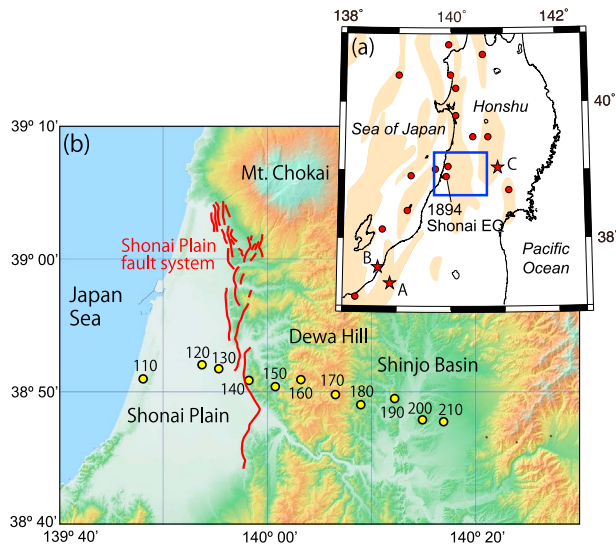 138˚
140˚
142˚
(a)
40˚
Honshu
Sea of Japan
C
1894
Shonai EQ
38˚
Pacific
Ocean
B
A
39˚ 10'
(b)
Mt. Chokai
Shonai Plain
fault system
39˚ 00'
Japan
Sea
Dewa Hill
Shinjo Basin
110
120
130
140
150
160
170
180
190
200
210
38˚ 50'
Shonai Plain
38˚ 40'
139˚ 40'
140˚ 00'
140˚ 20'